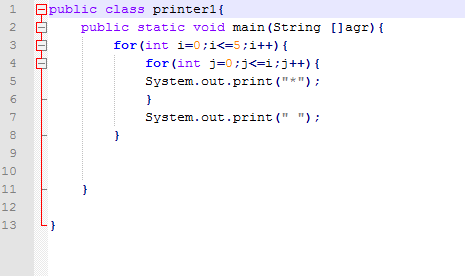 1 public class printer1{
2 public static void main(String []agr){
3 for(int i=0;i<=5;i++){
4 for(int j=0;j<=i;j++){
5 System.out.print("*");
6 }
7 System.out.print(" ");
8 }
9
10
11 }
12
13 }